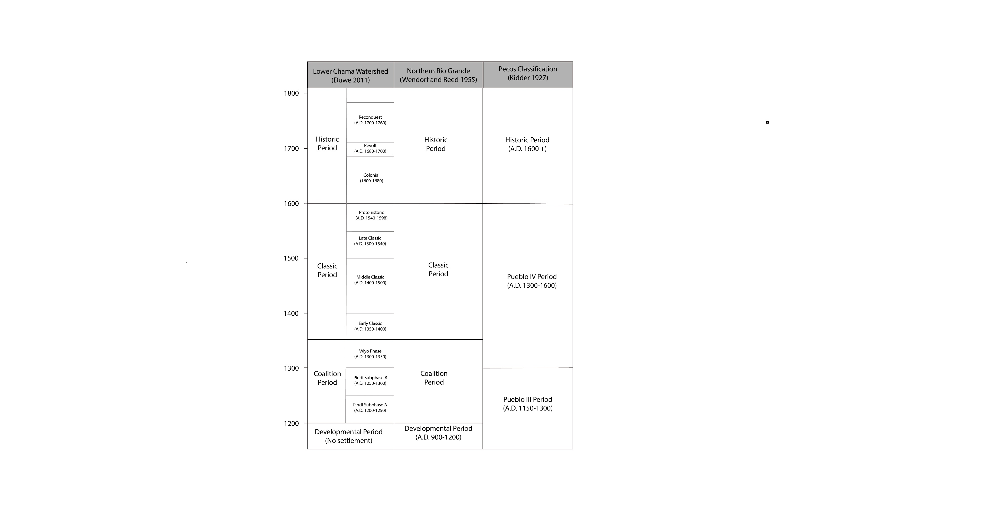 Lower Chama Watershed
(Duwe 2011)
Northern Rio Grande
(Wendorf and Reed 1955)
Pecos Classification
(Kidder 1927)
1800
1700
1600
1500
1400
1300
1200
Historic
Period
Reconquest
(A.D. 1700-1760)
Revolt
(A.D. 1680-1700)
Colonial
(1600-1680)
Classic
Period
Protohistoric
(A.D. 1540-1598)
Late Classic
(A.D. 1500-1540)
Middle Classic
(A.D. 1400-1500)
Early Classic
(A.D. 1350-1400)
Coalition
Period
Wiyo Phase
(A.D. 1300-1350)
Pindi Subphase B
(A.D. 1250-1300)
Pindi Subphase A
(A.D. 1200-1250)
Developmental Period
(No settlement)
Historic
Period
Classic
Period
Coalition
Period
Developmental Period
(A.D. 900-1200)
Historic Period
(A.D. 1600 +)
Pueblo IV Period
(A.D. 1300-1600)
Pueblo III Period
(A.D. 1150-1300)